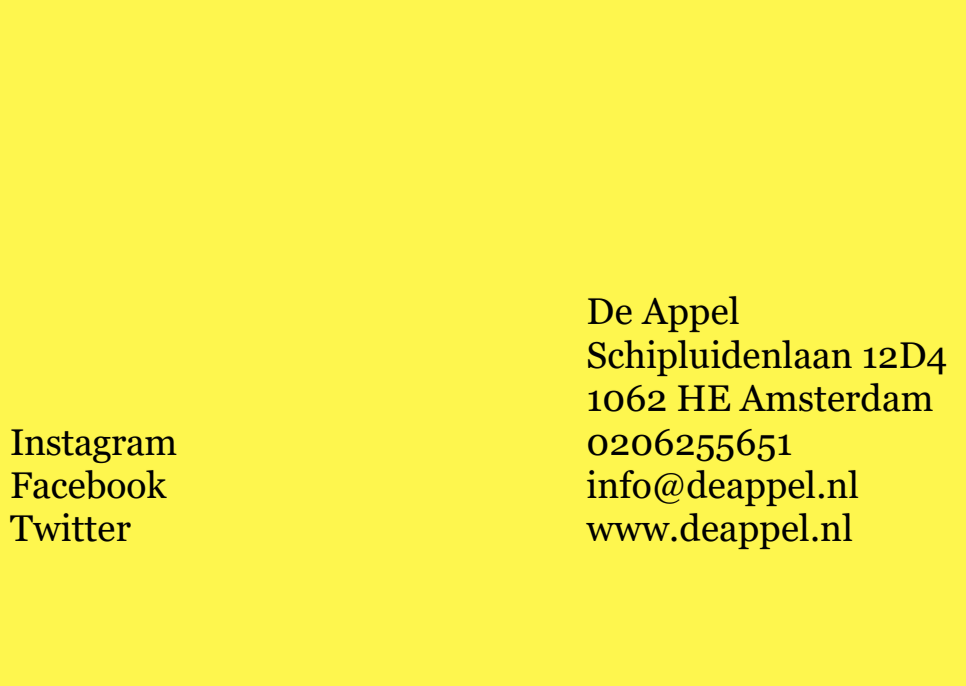 De Appel
Schipluidenlaan 12D4
1062 HE Amsterdam
Instagram
0206255651
Facebook
info@deappel.nl
Twitter
www.deappel.nl